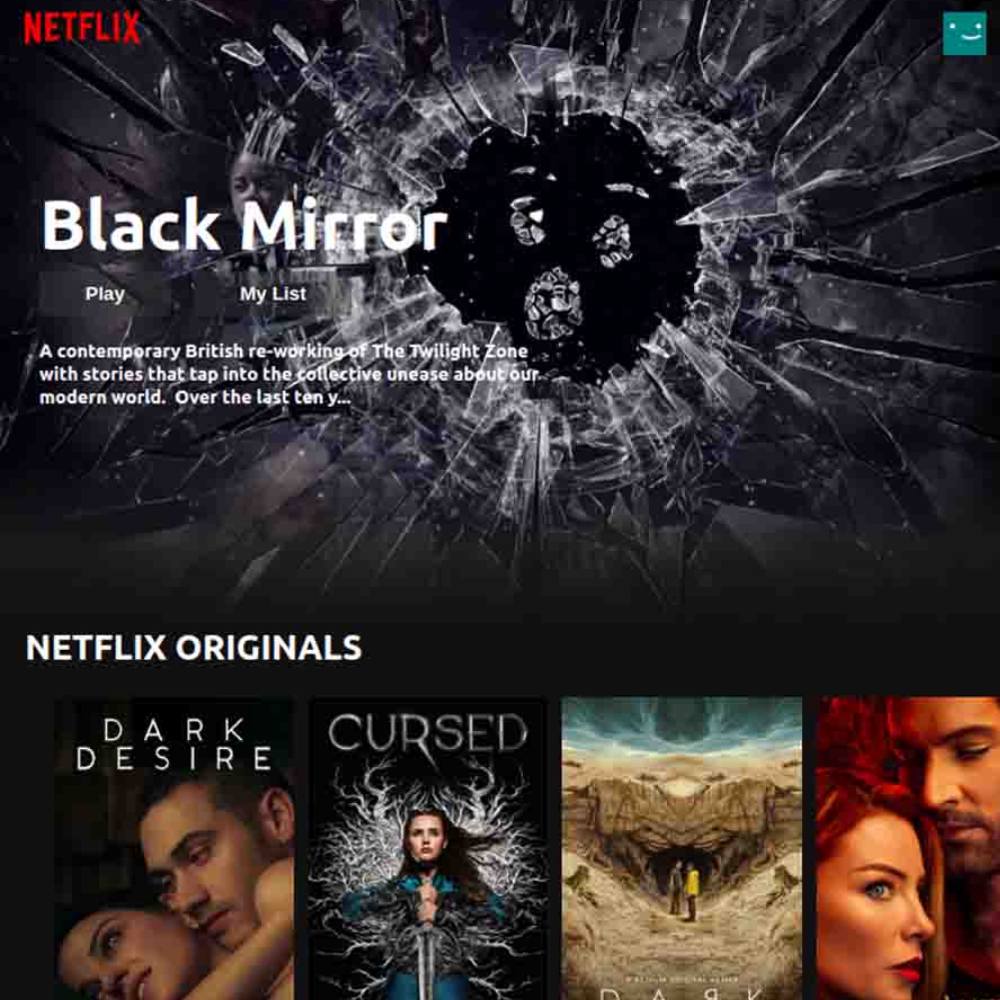 NETFLIX
Black Mirror
Play
My List
A contemporary British re-working of The Twilight Zone
with stories that tap into the collective unease about our
modern world.  Over the last ten y...
NETFLIX ORIGINALS
DARK
DESIRE
CURSED
DARK